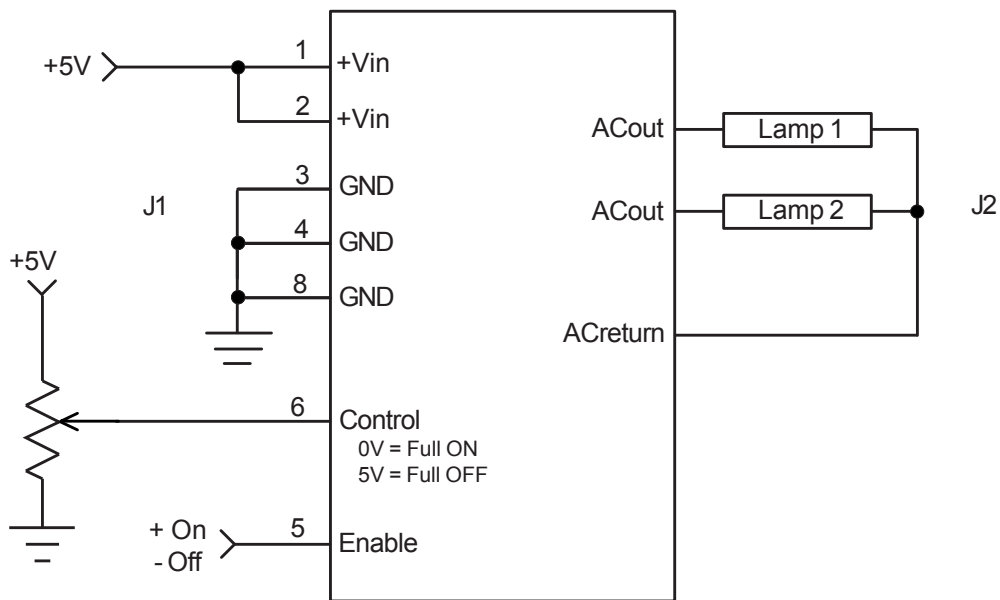 +5V
1
+Vin
2
+Vin
3
GND
J1
4
GND
+5V
8
GND
6
Control
0V = Full ON
5V = Full OFF
+ On
- Off
5
Enable
ACout
Lamp 1
ACout
Lamp 2
J2
ACreturn